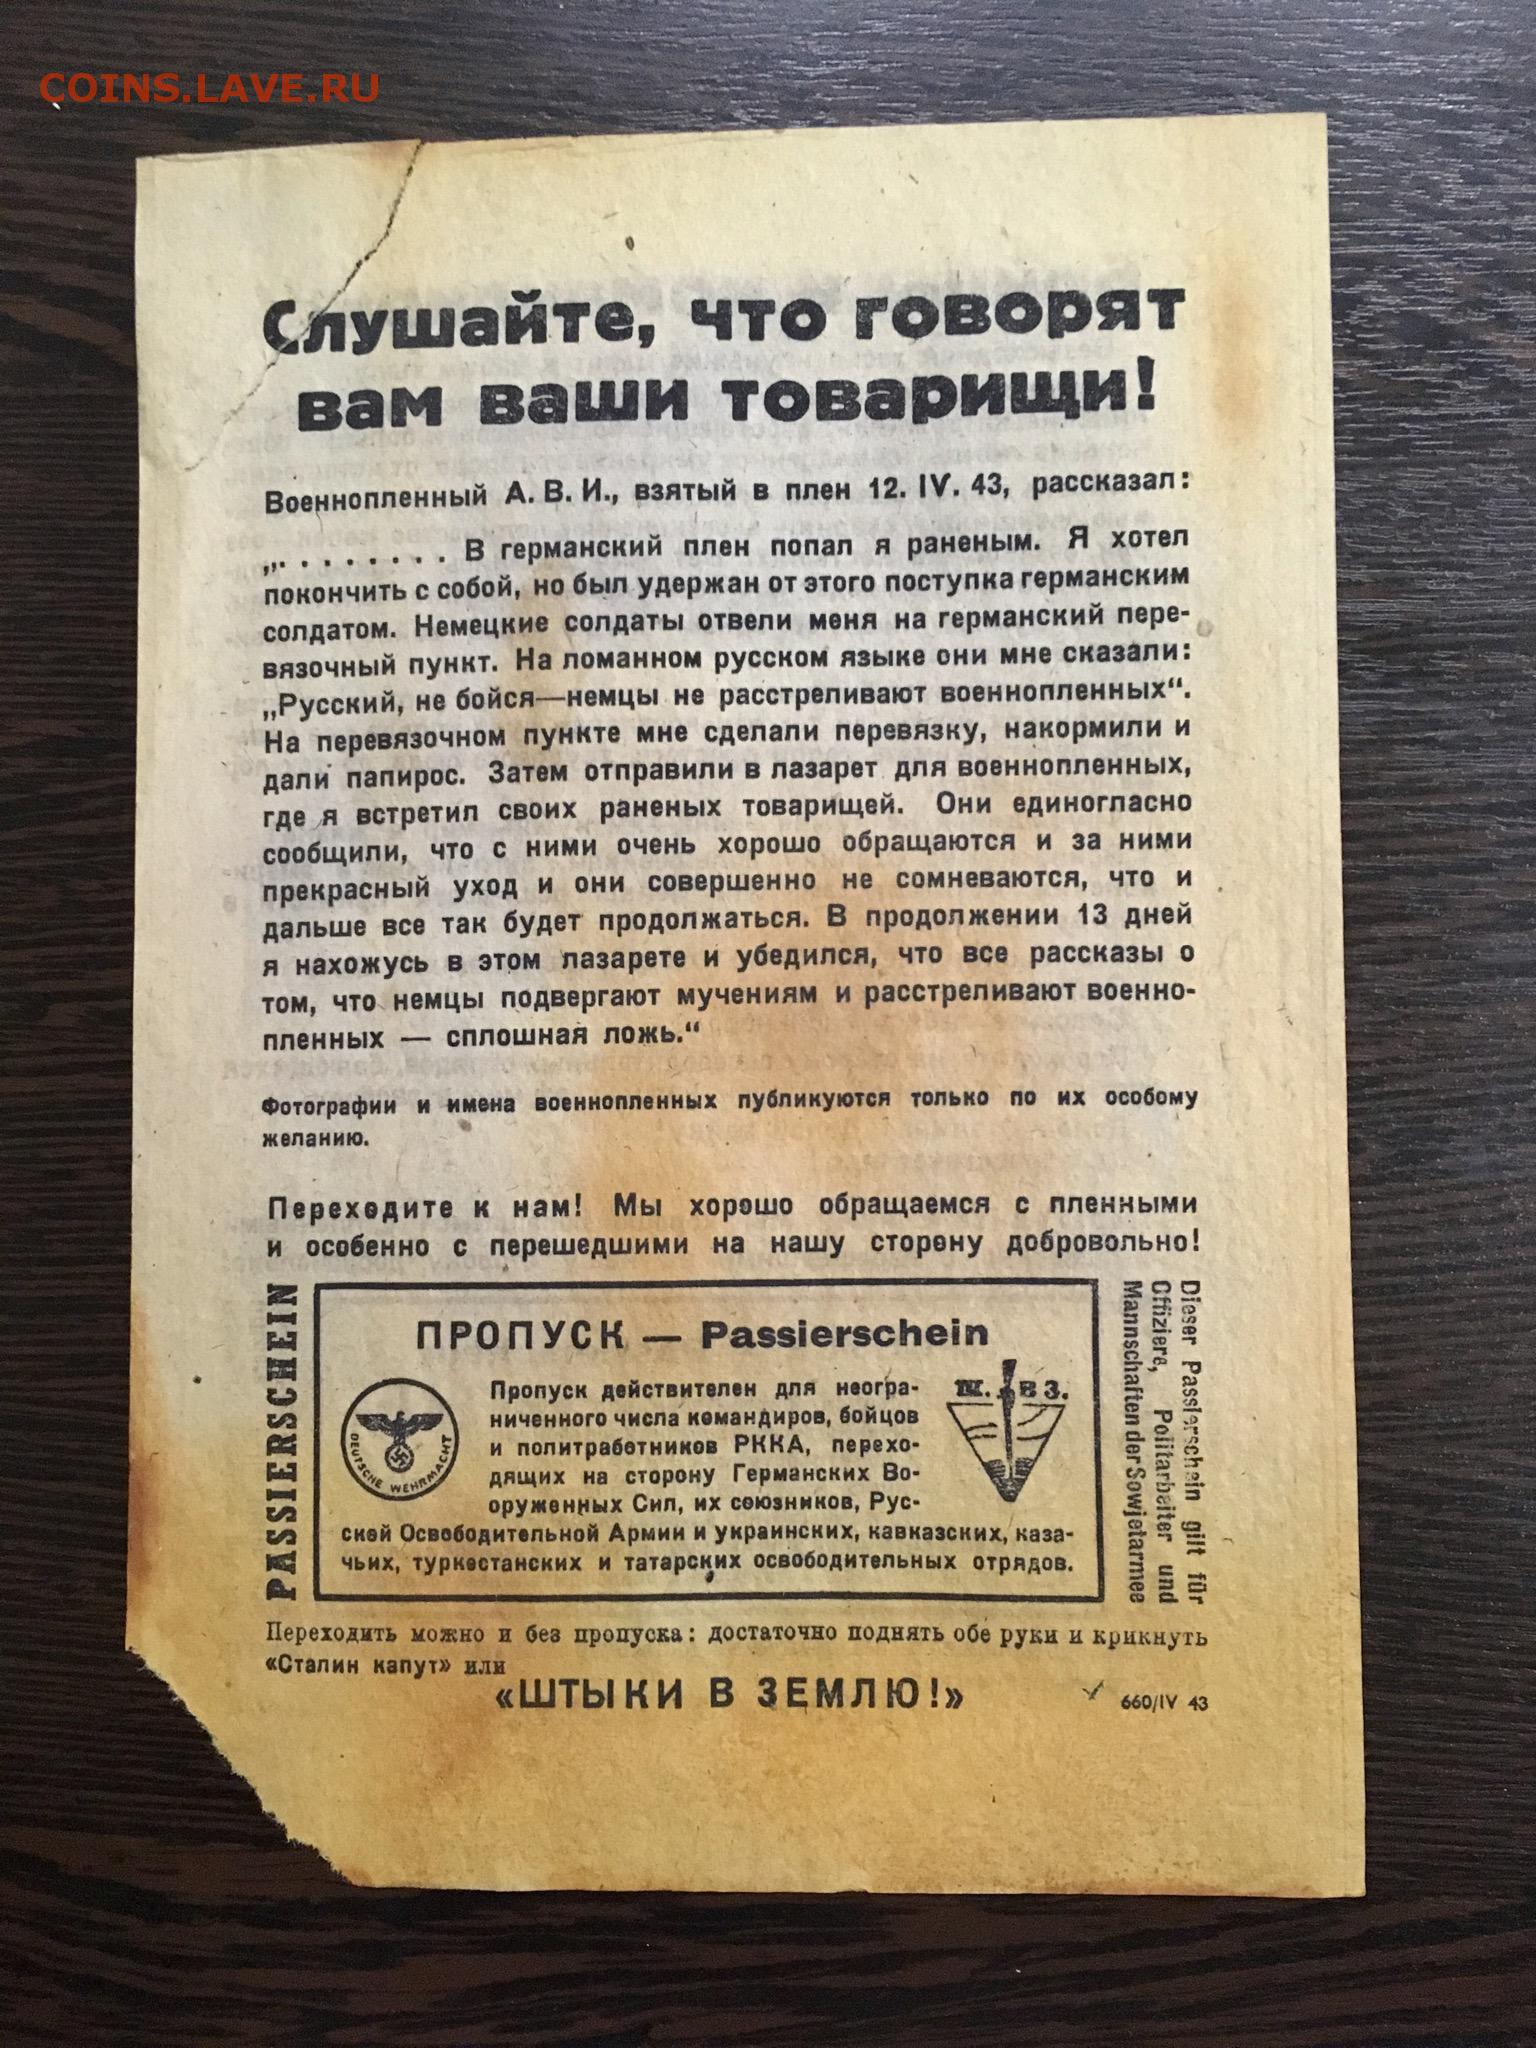 COINS.LAVE.RU
Слушайте, что говорят
вам ваши товарищи!
Военнопленный А. В. И., взятый в плен 12. IV. 43, рассказал:
„. . . . . . . . В германский плен попал я раненым. Я хотел
покончить с собой, но был удержан от этого поступка германским
солдатом. Немецкие солдаты отвели меня на германский пере-
вязочный пункт. На ломанном русском языке они мне сказали:
„Русский, не бойся—немцы не расстреливают военнопленных“.
На перевязочном пункте мне сделали перевязку, накормили и
дали папирос. Затем отправили в лазарет для военнопленных,
где я встретил своих раненых товарищей. Они единогласно
сообщили, что с ними очень хорошо обращаются и за ними
прекрасный уход и они совершенно не сомневаются, что и
дальше все так будет продолжаться. В продолжении 13 дней
я нахожусь в этом лазарете и убедился, что все рассказы о
том, что немцы подвергают мучениям и расстреливают военно-
пленных — сплошная ложь.“
Фотографии и имена военнопленных публикуются только по их особому
желанию.
Переходите к нам! Мы хорошо обращаемся с пленными
и особенно с перешедшими на нашу сторону добровольно!
PASSIERSCHEIN
ПРОПУСК — Passierschein
DEUTSCHE WEHRMACHT
Ш. В З.
Пропуск действителен для неогра-
ниченного числа командиров, бойцов
и политработников РККА, перехо-
дящих на сторону Германских Во-
оруженных Сил, их союзников, Рус-
ской Освободительной Армии и украинских, кавказских, каза-
чьих, туркестанских и татарских освободительных отрядов.
Dieser Passierschein gilt für
Offiziere, Politarbeiter und
Mannschaften der Sowjetarmee
Переходить можно и без пропуска: достаточно поднять обе руки и крикнуть
«Сталин капут» или
«ШТЫКИ В ЗЕМЛЮ!»
660/IV 43